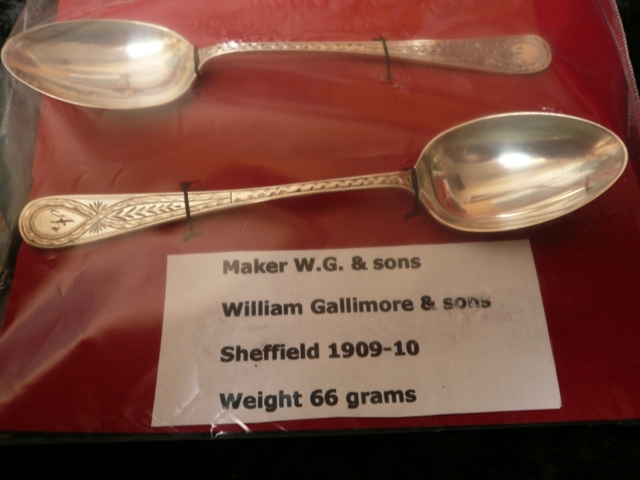 Maker W.G. & sons
William Gallimore & sons
Sheffield 1909-10
Weight 66 grams